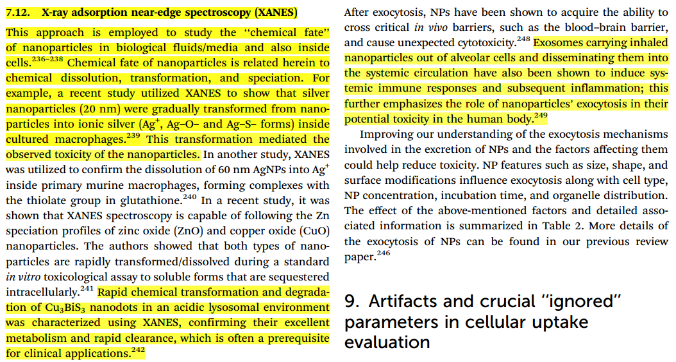 7.12. X-ray adsorption near-edge spectroscopy (XANES)
This approach is employed to study the "chemical fate"
of nanoparticles in biological fluids/media and also inside
cells.236–238 Chemical fate of nanoparticles is related herein to
chemical dissolution, transformation, and speciation. For
example, a recent study utilized XANES to show that silver
nanoparticles (20 nm) were gradually transformed from nano-
particles into ionic silver (Ag+, Ag–O– and Ag–S– forms) inside
cultured macrophages.239 This transformation mediated the
observed toxicity of the nanoparticles. In another study, XANES
was utilized to confirm the dissolution of 60 nm AgNPs into Ag+
inside primary murine macrophages, forming complexes with
the thiolate group in glutathione.240 In a recent study, it was
shown that XANES spectroscopy is capable of following the Zn
speciation profiles of zinc oxide (ZnO) and copper oxide (CuO)
nanoparticles. The authors showed that both types of nano-
particles are rapidly transformed/dissolved during a standard
in vitro toxicological assay to soluble forms that are sequestered
intracellularly.241 Rapid chemical transformation and degrada-
tion of Cu3BiS3 nanodots in an acidic lysosomal environment
was characterized using XANES, confirming their excellent
metabolism and rapid clearance, which is often a prerequisite
for clinical applications.242
After exocytosis, NPs have been shown to acquire the ability to
cross critical in vivo barriers, such as the blood–brain barrier,
and cause unexpected cytotoxicity.248 Exosomes carrying inhaled
nanoparticles out of alveolar cells and disseminating them into
the systemic circulation have also been shown to induce sys-
temic immune responses and subsequent inflammation; this
further emphasizes the role of nanoparticles' exocytosis in their
potential toxicity in the human body.249
Improving our understanding of the exocytosis mechanisms
involved in the excretion of NPs and the factors affecting them
could help reduce toxicity. NP features such as size, shape, and
surface modifications influence exocytosis along with cell type,
NP concentration, incubation time, and organelle distribution.
The effect of the above-mentioned factors and detailed asso-
ciated information is summarized in Table 2. More details of
the exocytosis of NPs can be found in our previous review
paper.246
9. Artifacts and crucial "ignored"
parameters in cellular uptake
evaluation